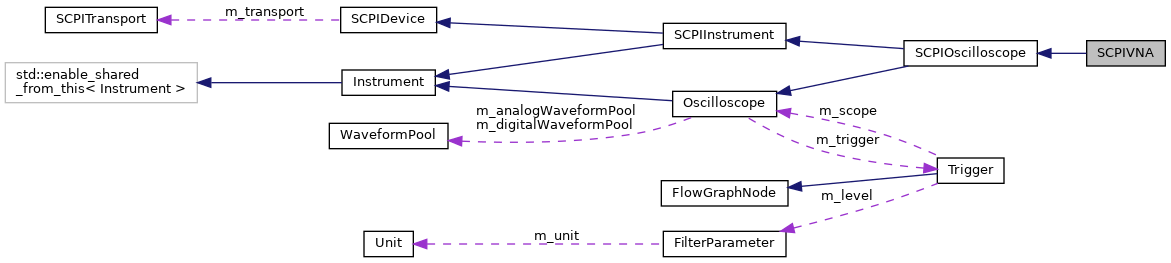 SCPITransport
m_transport
SCPIDevice
SCPIInstrument
SCPIOscilloscope
SCPIVNA
std::enable_shared
_from_this< Instrument >
Instrument
Oscilloscope
m_analogWaveformPool
m_digitalWaveformPool
WaveformPool
m_scope
m_trigger
Trigger
FlowGraphNode
m_level
Unit
m_unit
FilterParameter